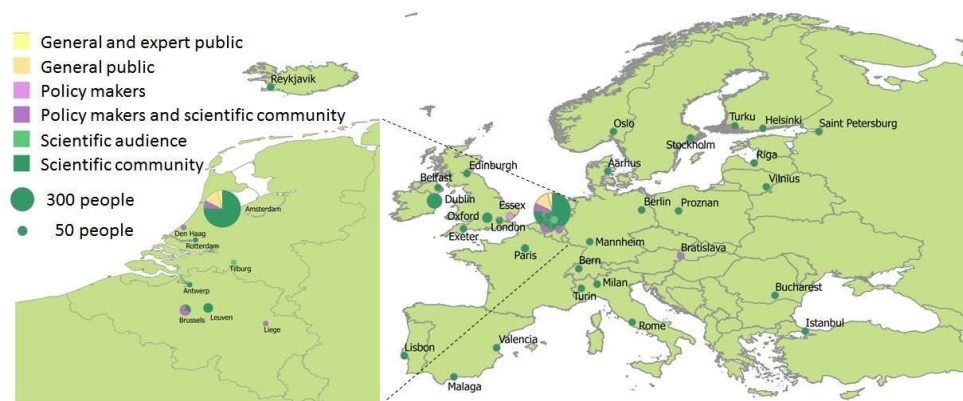 General and expert public
General public
Policy makers
Policy makers and scientific community
Scientific audience
Scientific community
300 people
50 people
Reykjavik
Amsterdam
Den Haag
Rotterdam
Tilburg
Antwerp
Brussels
Leuven
Liege
Oslo
Turku
Helsinki
Saint Petersburg
Stockholm
Riga
Aarhus
Vilnius
Edinburgh
Belfast
Dublin
Essex
Oxford
London
Exeter
Berlin
Proznan
Mannheim
Paris
Bratislava
Bern
Milan
Turin
Bucharest
Rome
Istanbul
Valencia
Lisbon
Malaga